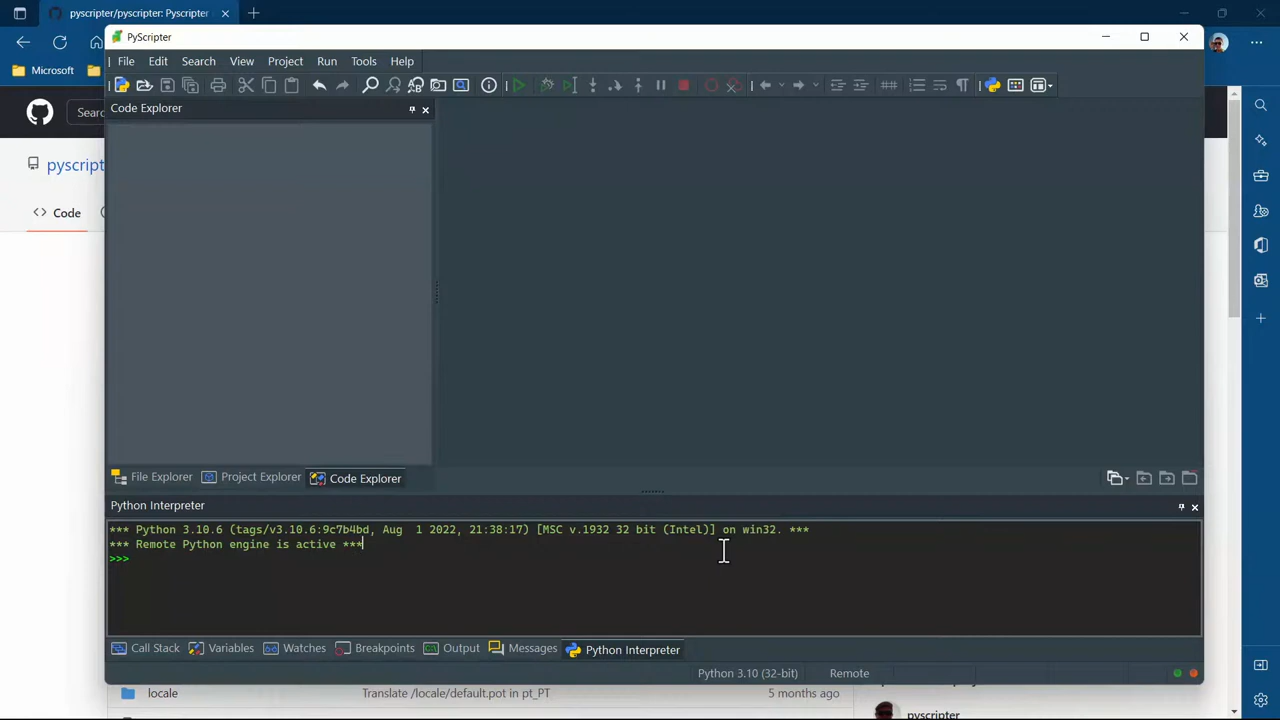 pyscripter/pyscripter: Pyscripter
Microsoft
PyScripter
File Edit Search View Project Run Tools Help
Code Explorer
Sear
pyscript
Code
File Explorer Project Explorer Code Explorer
Python Interpreter
*** Python 3.10.6 (tags/v3.10.6:9c7b4bd, Aug  1 2022, 21:38:17) [MSC v.1932 32 bit (Intel)] on win32. ***
*** Remote Python engine is active ***
>>>
Call Stack Variables Watches Breakpoints Output Messages Python Interpreter
Python 3.10 (32-bit) Remote
locale Translate /locale/default.pot in pt_PT 5 months ago
pyscripter